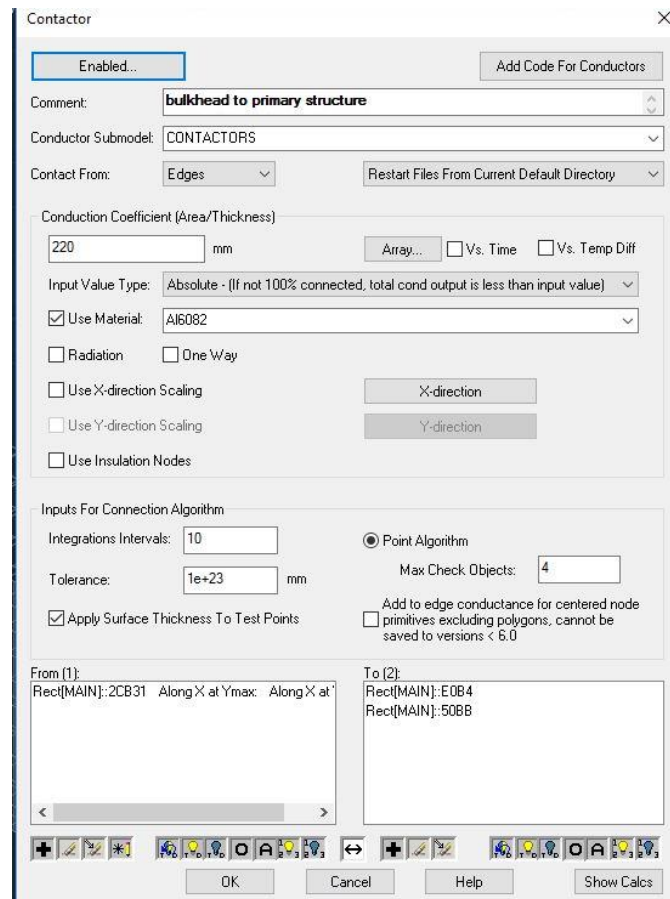 Contactor
Enabled...
Add Code For Conductors
Comment:
bulkhead to primary structure
Conductor Submodel:
CONTACTORS
Contact From:
Edges
Restart Files From Current Default Directory
Conduction Coefficient (Area/Thickness)
220
mm
Array...
Vs. Time
Vs. Temp Diff
Input Value Type:
Absolute - (If not 100% connected, total cond output is less than input value)
Use Material:
Al6082
Radiation
One Way
Use X-direction Scaling
X-direction
Use Y-direction Scaling
Y-direction
Use Insulation Nodes
Inputs For Connection Algorithm
Integrations Intervals:
10
Point Algorithm
Max Check Objects:
4
Tolerance:
1e+23
mm
Apply Surface Thickness To Test Points
Add to edge conductance for centered node
primitives excluding polygons, cannot be
saved to versions < 6.0
From (1):
Rect[MAIN]::2CB31 Along X at Ymax: Along X at
To (2):
Rect[MAIN]::E0B4
Rect[MAIN]::50BB
OK
Cancel
Help
Show Calcs